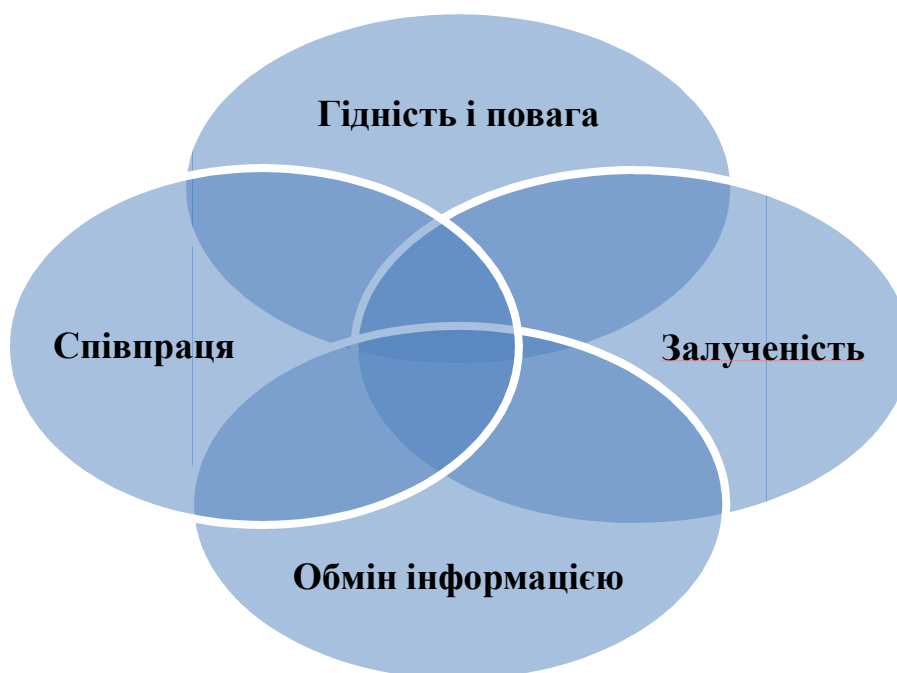 Гідність і повага
Співпраця
Залученість
Обмін інформацією